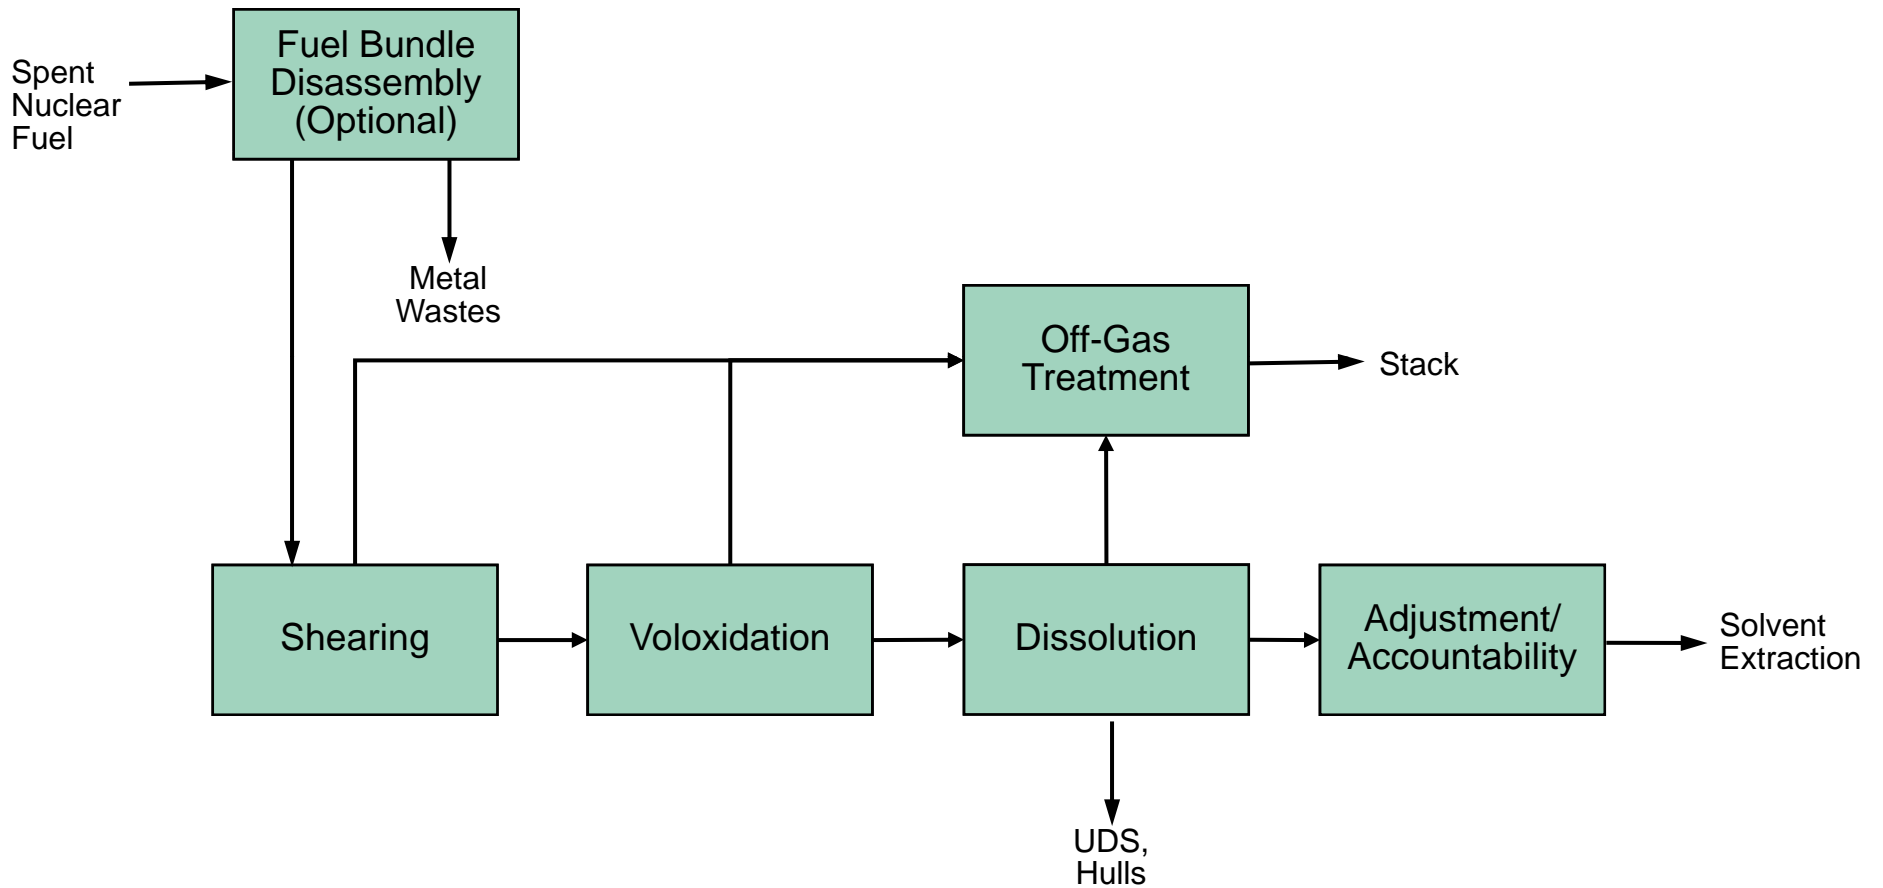 Spent
Nuclear
Fuel
Fuel Bundle
Disassembly
(Optional)
Metal
Wastes
Off-Gas
Treatment
Stack
Shearing
Voloxidation
Dissolution
Adjustment/
Accountability
Solvent
Extraction
UDS,
Hulls